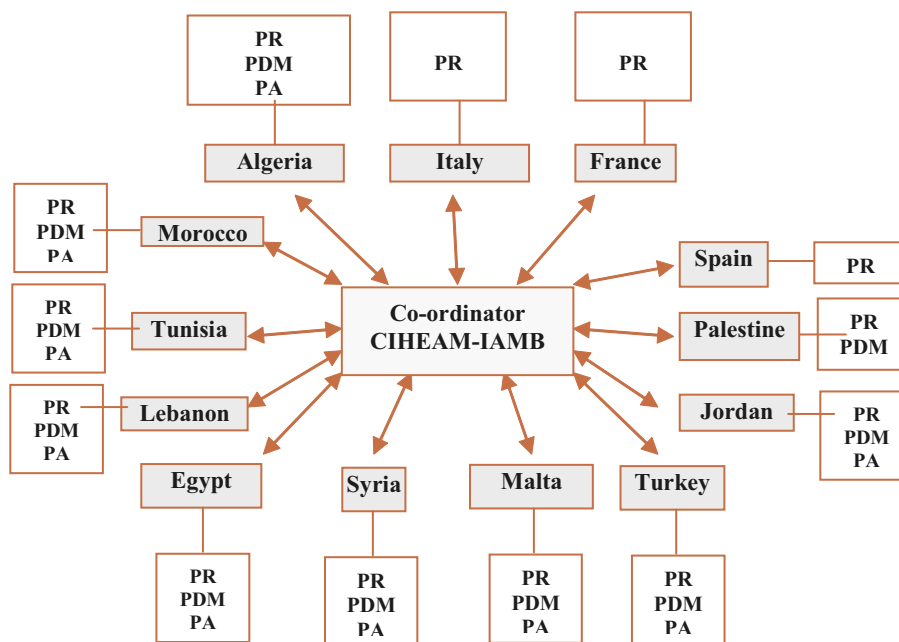 PR
PDM
PA
PR
PR
Algeria
Italy
France
PR
PDM
PA
Morocco
Spain
PR
Co-ordinator
CIHEAM-IAMB
PR
PDM
PA
Tunisia
Palestine
PR
PDM
PR
PDM
PA
Lebanon
Jordan
PR
PDM
PA
Egypt
Syria
Malta
Turkey
PR
PDM
PA
PR
PDM
PA
PR
PDM
PA
PR
PDM
PA